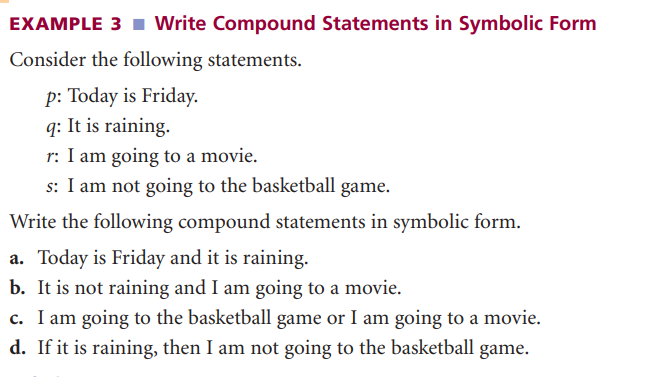 EXAMPLE 3 ■ Write Compound Statements in Symbolic Form
Consider the following statements.
p: Today is Friday.
q: It is raining.
r: I am going to a movie.
s: I am not going to the basketball game.
Write the following compound statements in symbolic form.
a. Today is Friday and it is raining.
b. It is not raining and I am going to a movie.
c. I am going to the basketball game or I am going to a movie.
d. If it is raining, then I am not going to the basketball game.